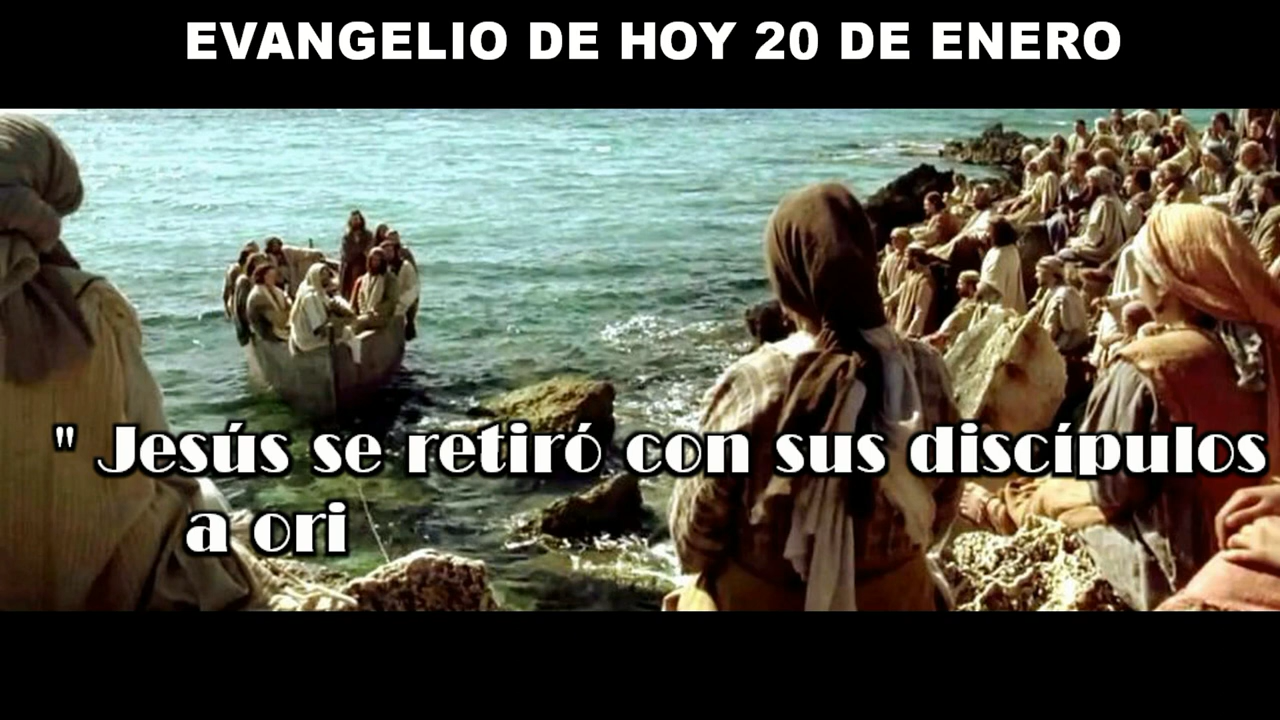 EVANGELIO DE HOY 20 DE ENERO
" Jesús se retiró con sus discípulos
a ori